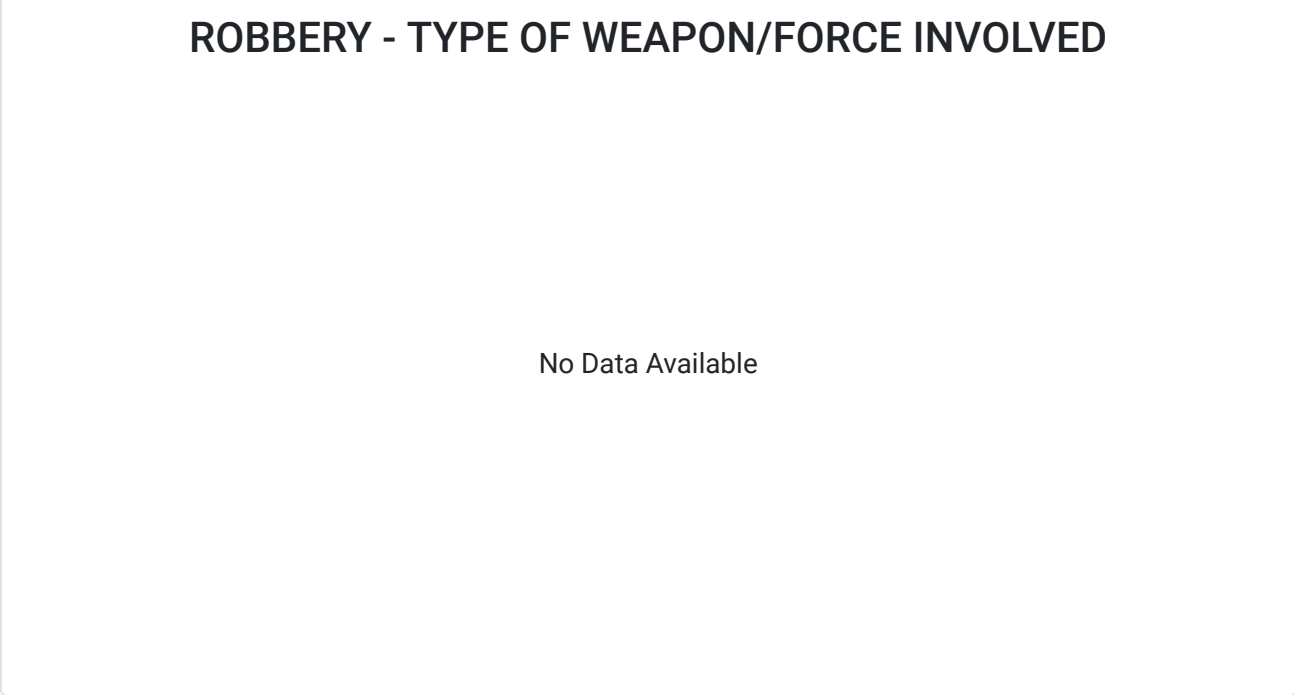 ROBBERY - TYPE OF WEAPON/FORCE INVOLVED
No Data Available